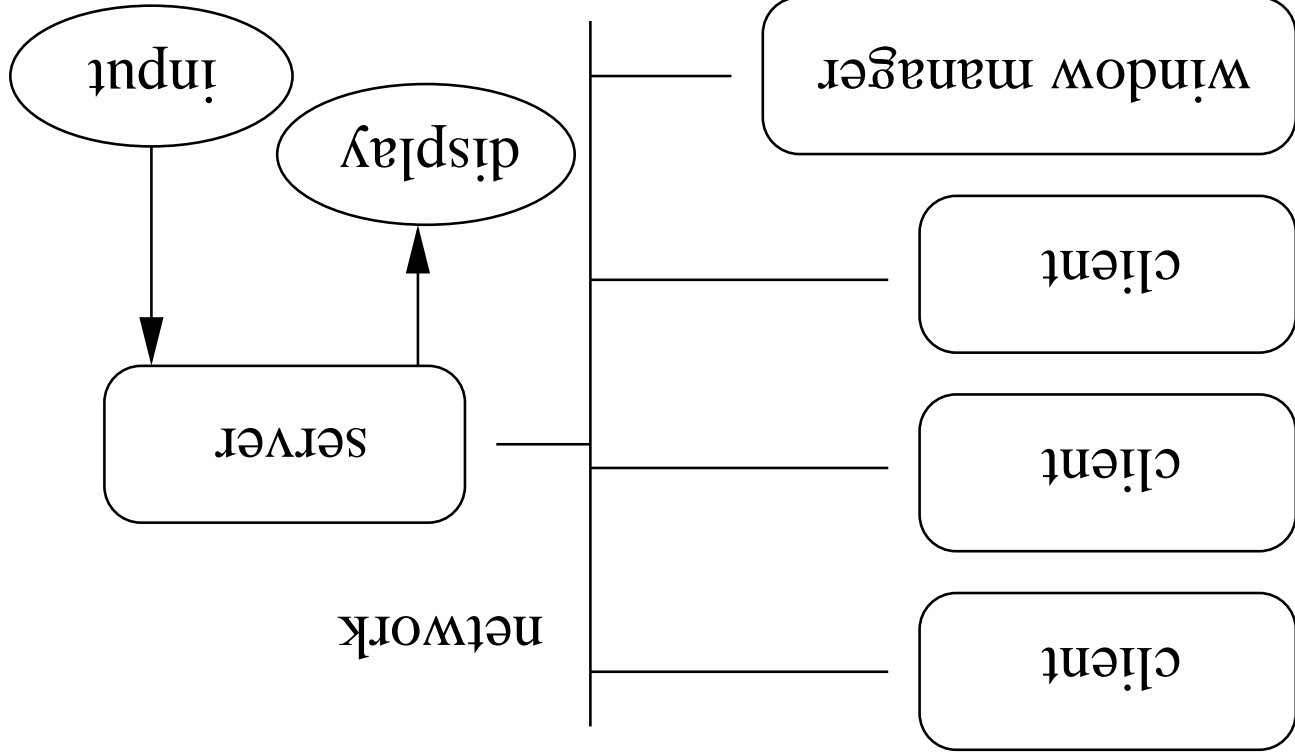 client
network
client
server
client
display
window manager
input